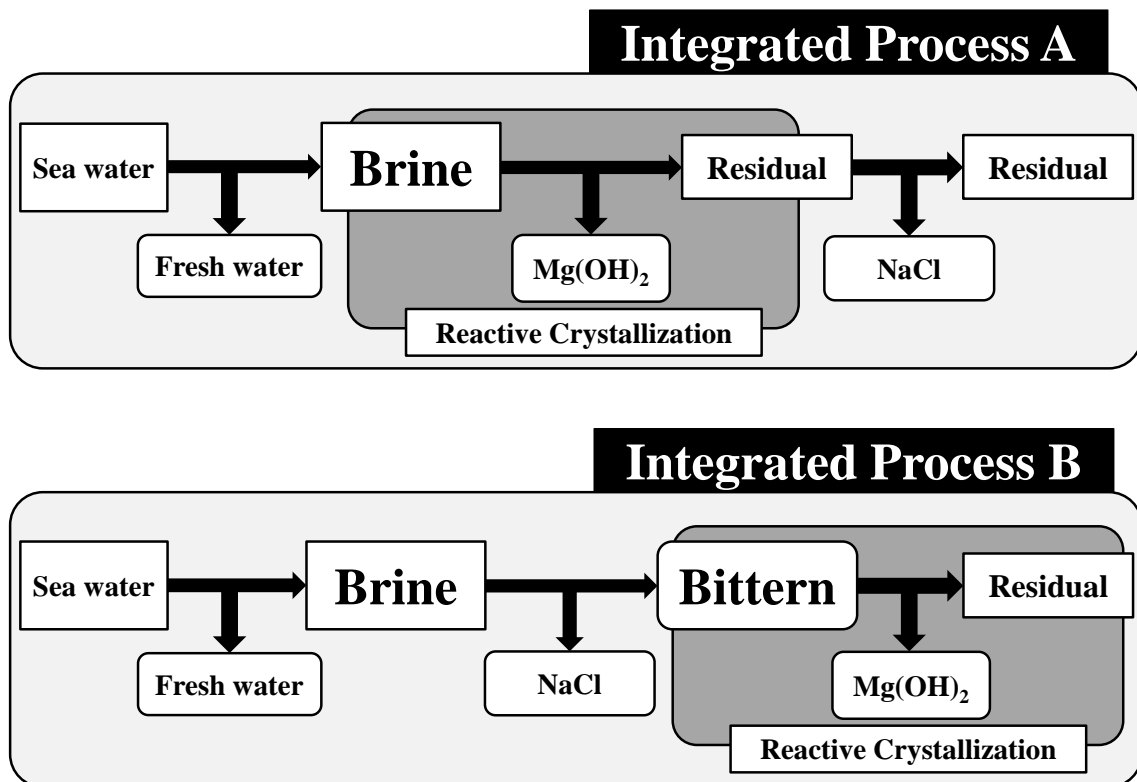 Integrated Process A
Sea water
Brine
Residual
Residual
Fresh water
Mg(OH)₂
NaCl
Reactive Crystallization
Integrated Process B
Sea water
Brine
Bittern
Residual
Fresh water
NaCl
Mg(OH)₂
Reactive Crystallization